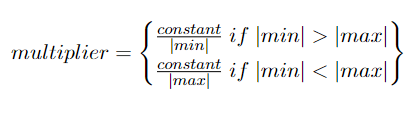 multiplier = { constant / |min| if |min| > |max|
constant / |max| if |min| < |max| }